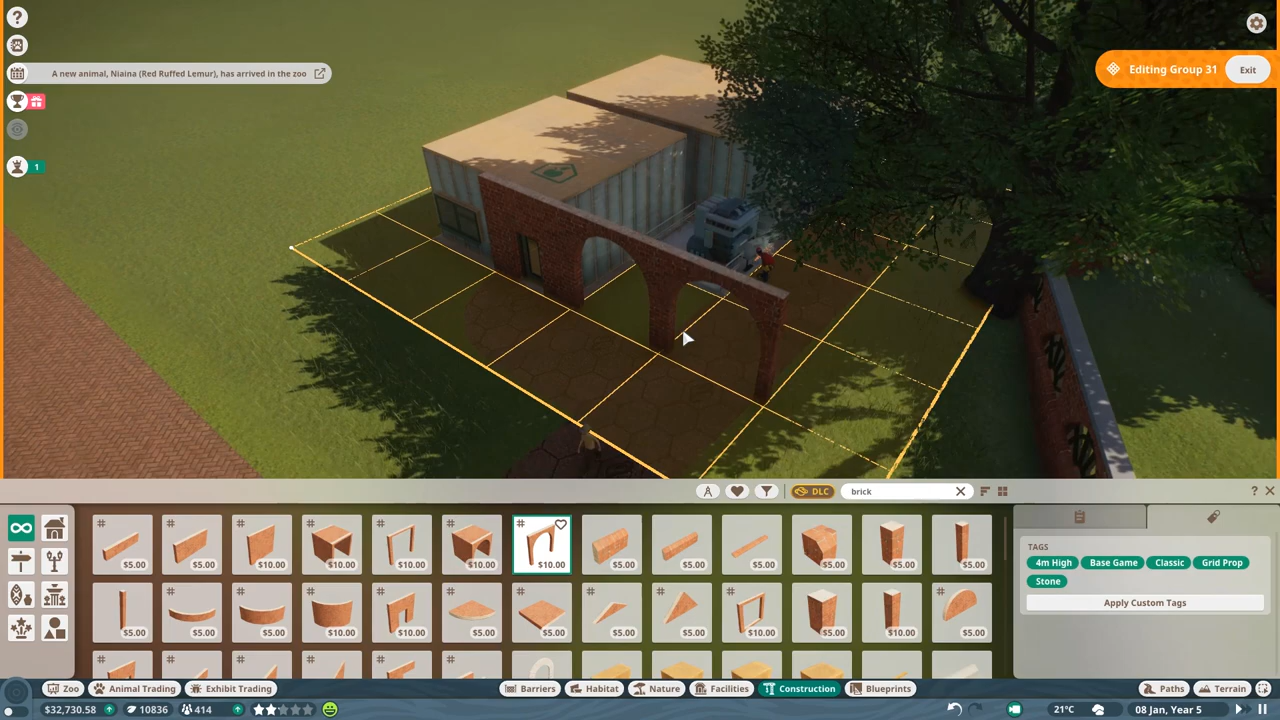 ?
A new animal, Niaina (Red Ruffed Lemur), has arrived in the zoo
1
Editing Group 31
Exit
DLC
brick
?
$5.00 $5.00 $10.00 $10.00 $10.00 $10.00 $10.00 $5.00 $5.00 $5.00 $5.00 $10.00 $5.00
$5.00 $5.00 $5.00 $10.00 $10.00 $5.00 $5.00 $5.00 $5.00 $10.00 $5.00 $10.00 $5.00
TAGS
4m High Base Game Classic Grid Prop
Stone
Apply Custom Tags
Zoo Animal Trading Exhibit Trading Barriers Habitat Nature Facilities Construction Blueprints Paths Terrain
$32,730.58 10836 414 21°C 08 Jan, Year 5